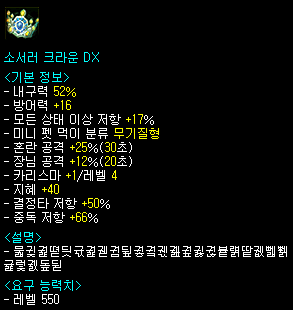 소서러 크라운 DX
<기본 정보>
- 내구력 52%
- 방어력 +16
- 모든 상태 이상 저항 +17%
- 미니 펫 먹이 분류 무기질형
- 혼란 공격 +25%(30초)
- 장님 공격 +12%(20초)
- 카리스마 +1/레벨 4
- 지혜 +40
- 결정타 저항 +50%
- 중독 저항 +66%
<설명>
<요구 능력치>
- 레벨 550